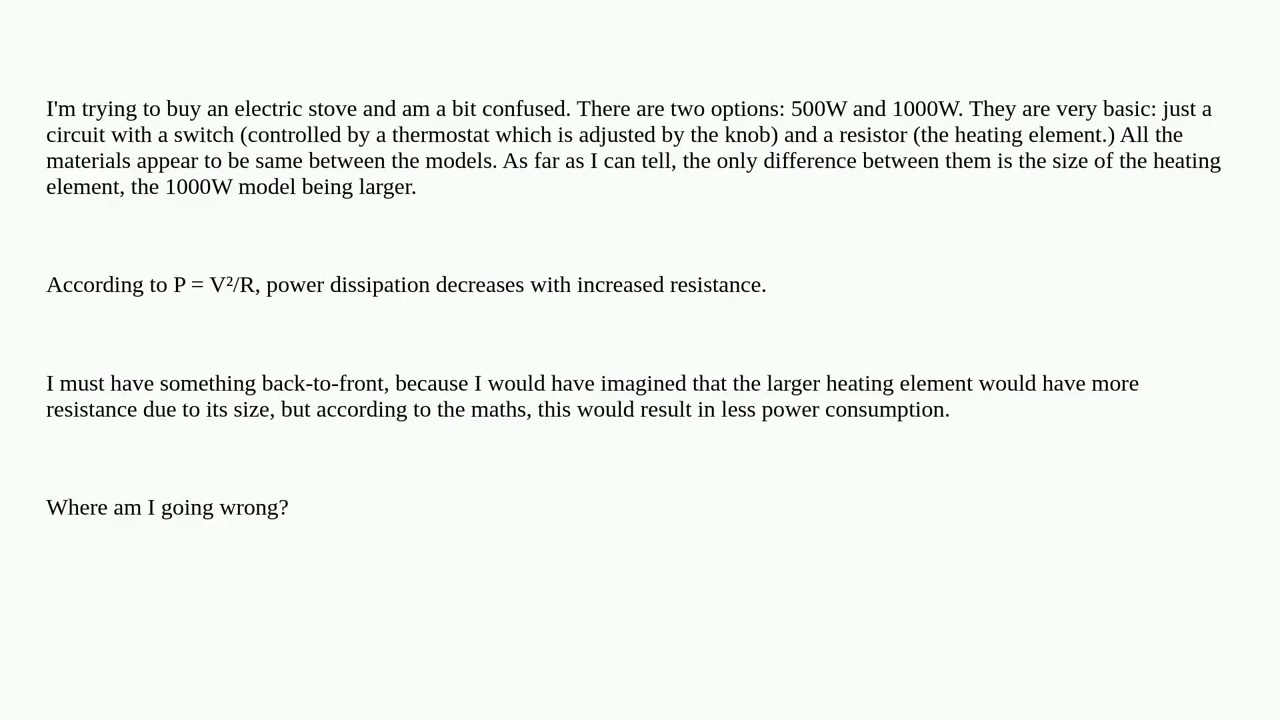 I'm trying to buy an electric stove and am a bit confused. There are two options: 500W and 1000W. They are very basic: just a
circuit with a switch (controlled by a thermostat which is adjusted by the knob) and a resistor (the heating element.) All the
materials appear to be same between the models. As far as I can tell, the only difference between them is the size of the heating
element, the 1000W model being larger.
According to P = V²/R, power dissipation decreases with increased resistance.
I must have something back-to-front, because I would have imagined that the larger heating element would have more
resistance due to its size, but according to the maths, this would result in less power consumption.
Where am I going wrong?